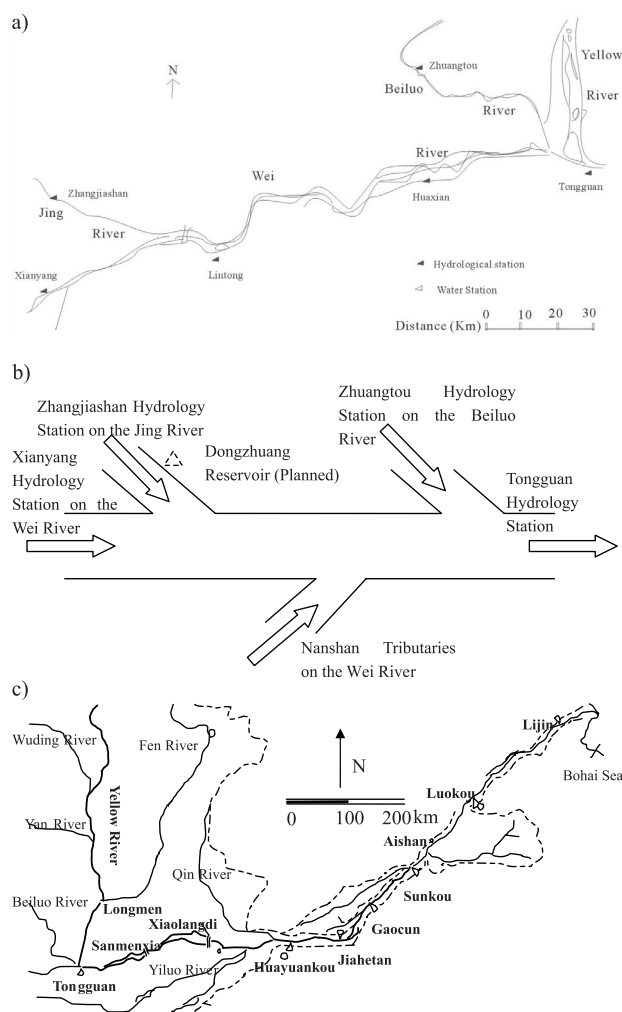 a)
Yellow
Zhuangtou
N
Beiluo
River
River
River
Wei
Tongguan
Huaxian
Zhangjiashan
Jing
River
Hydrological station
Xianyang
Lintong
Water Station
0 10 20 30
Distance (Km)
b)
Zhangjiashan Hydrology
Station on the Jing River
Zhuangtou Hydrology
Station on the Beiluo
River
Xianyang
Hydrology
Station on the
Wei River
Dongzhuang
Reservoir (Planned)
Tongguan
Hydrology
Station
Nanshan Tributaries
on the Wei River
c)
Lijin
Wuding River
Fen River
N
Bohai Sea
Yellow River
Luokou
0 100 200 km
Yan River
Aishan
Qin River
Sunkou
Beiluo River
Longmen
Xiaolangdi
Gaocun
Sanmenxia
Yiluo River
Huayuankou
Jiahetan
Tongguan